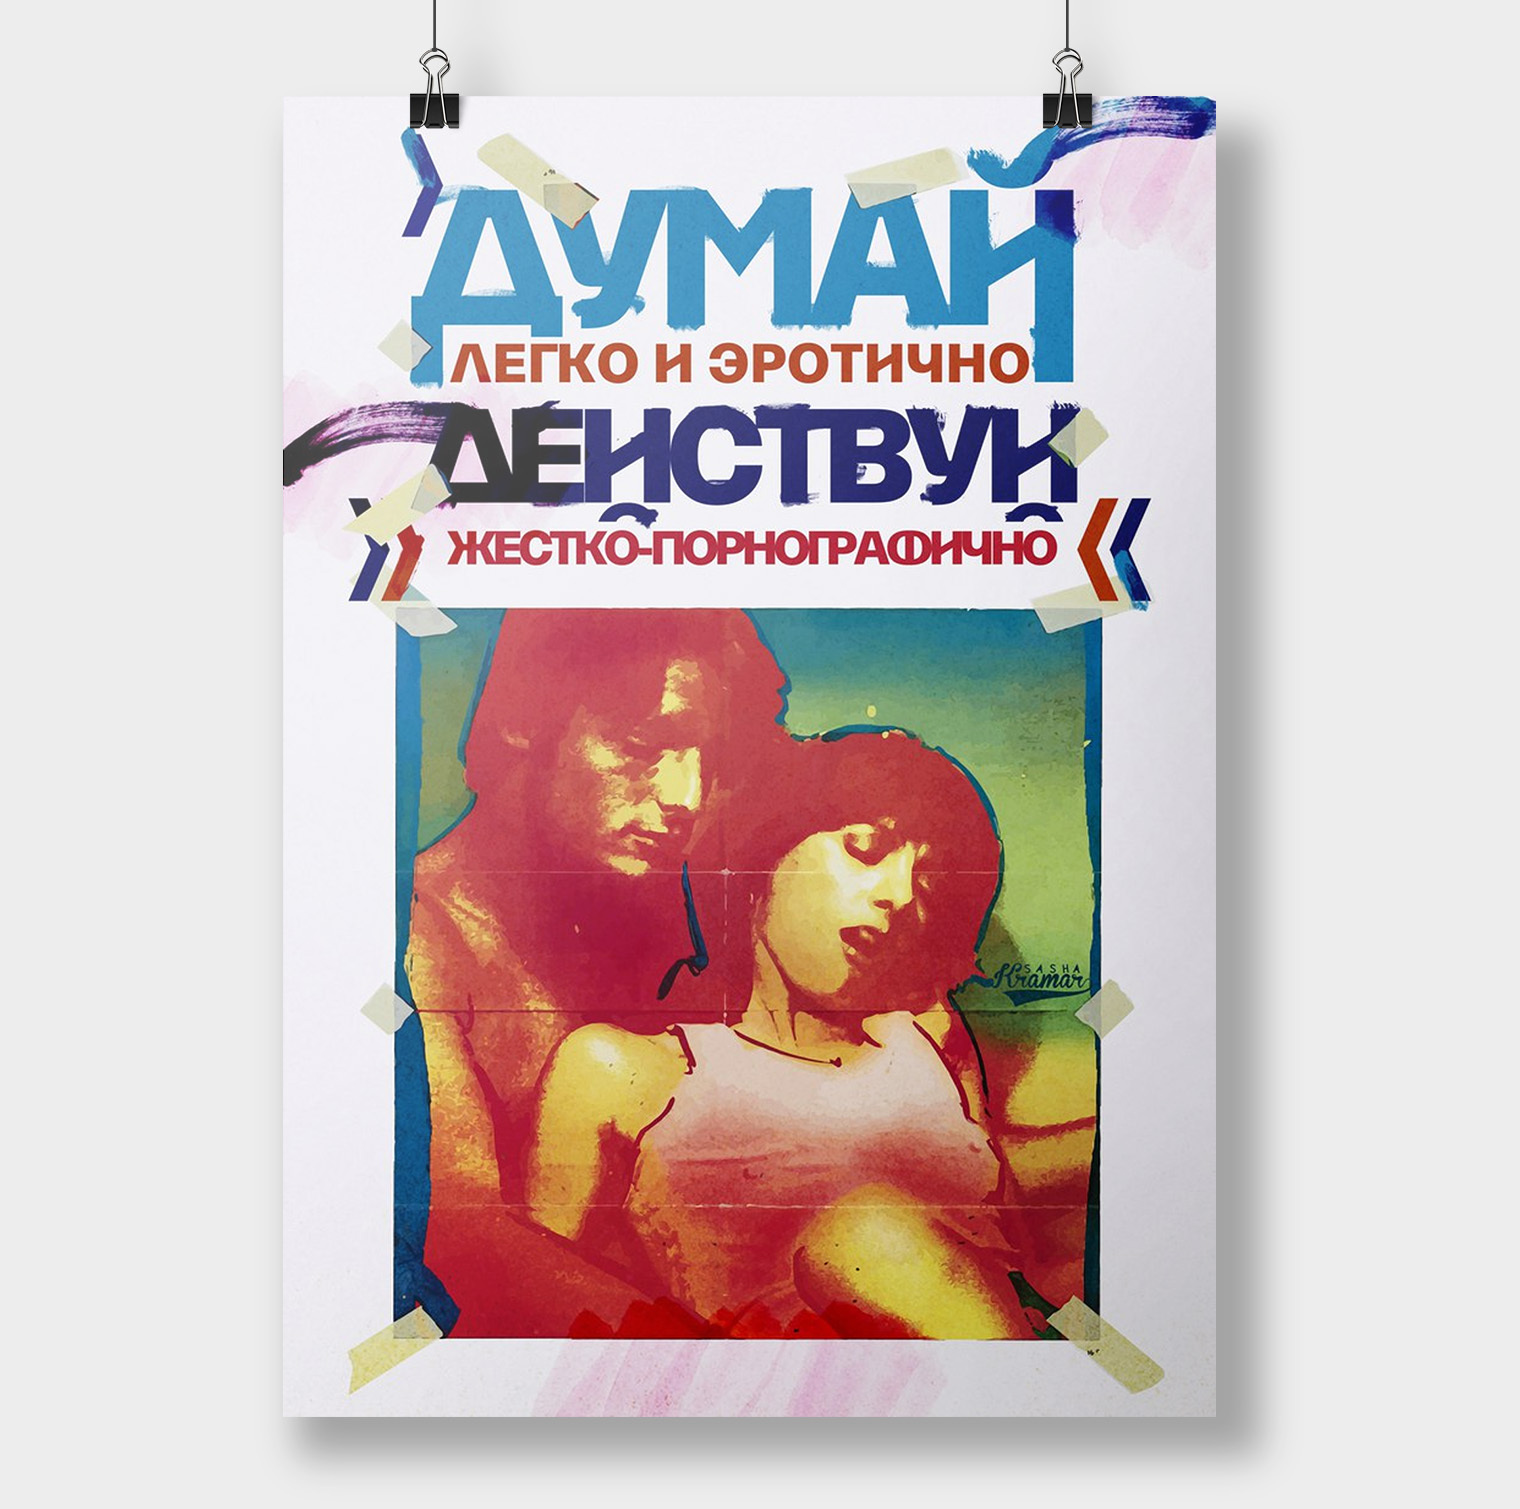 ДУМАЙ
ЛЕГКО И ЭРОТИЧНО
ДЕЙСТВУЙ
ЖЕСТКО-ПОРНОГРАФИЧНО
SASHA
Kramar